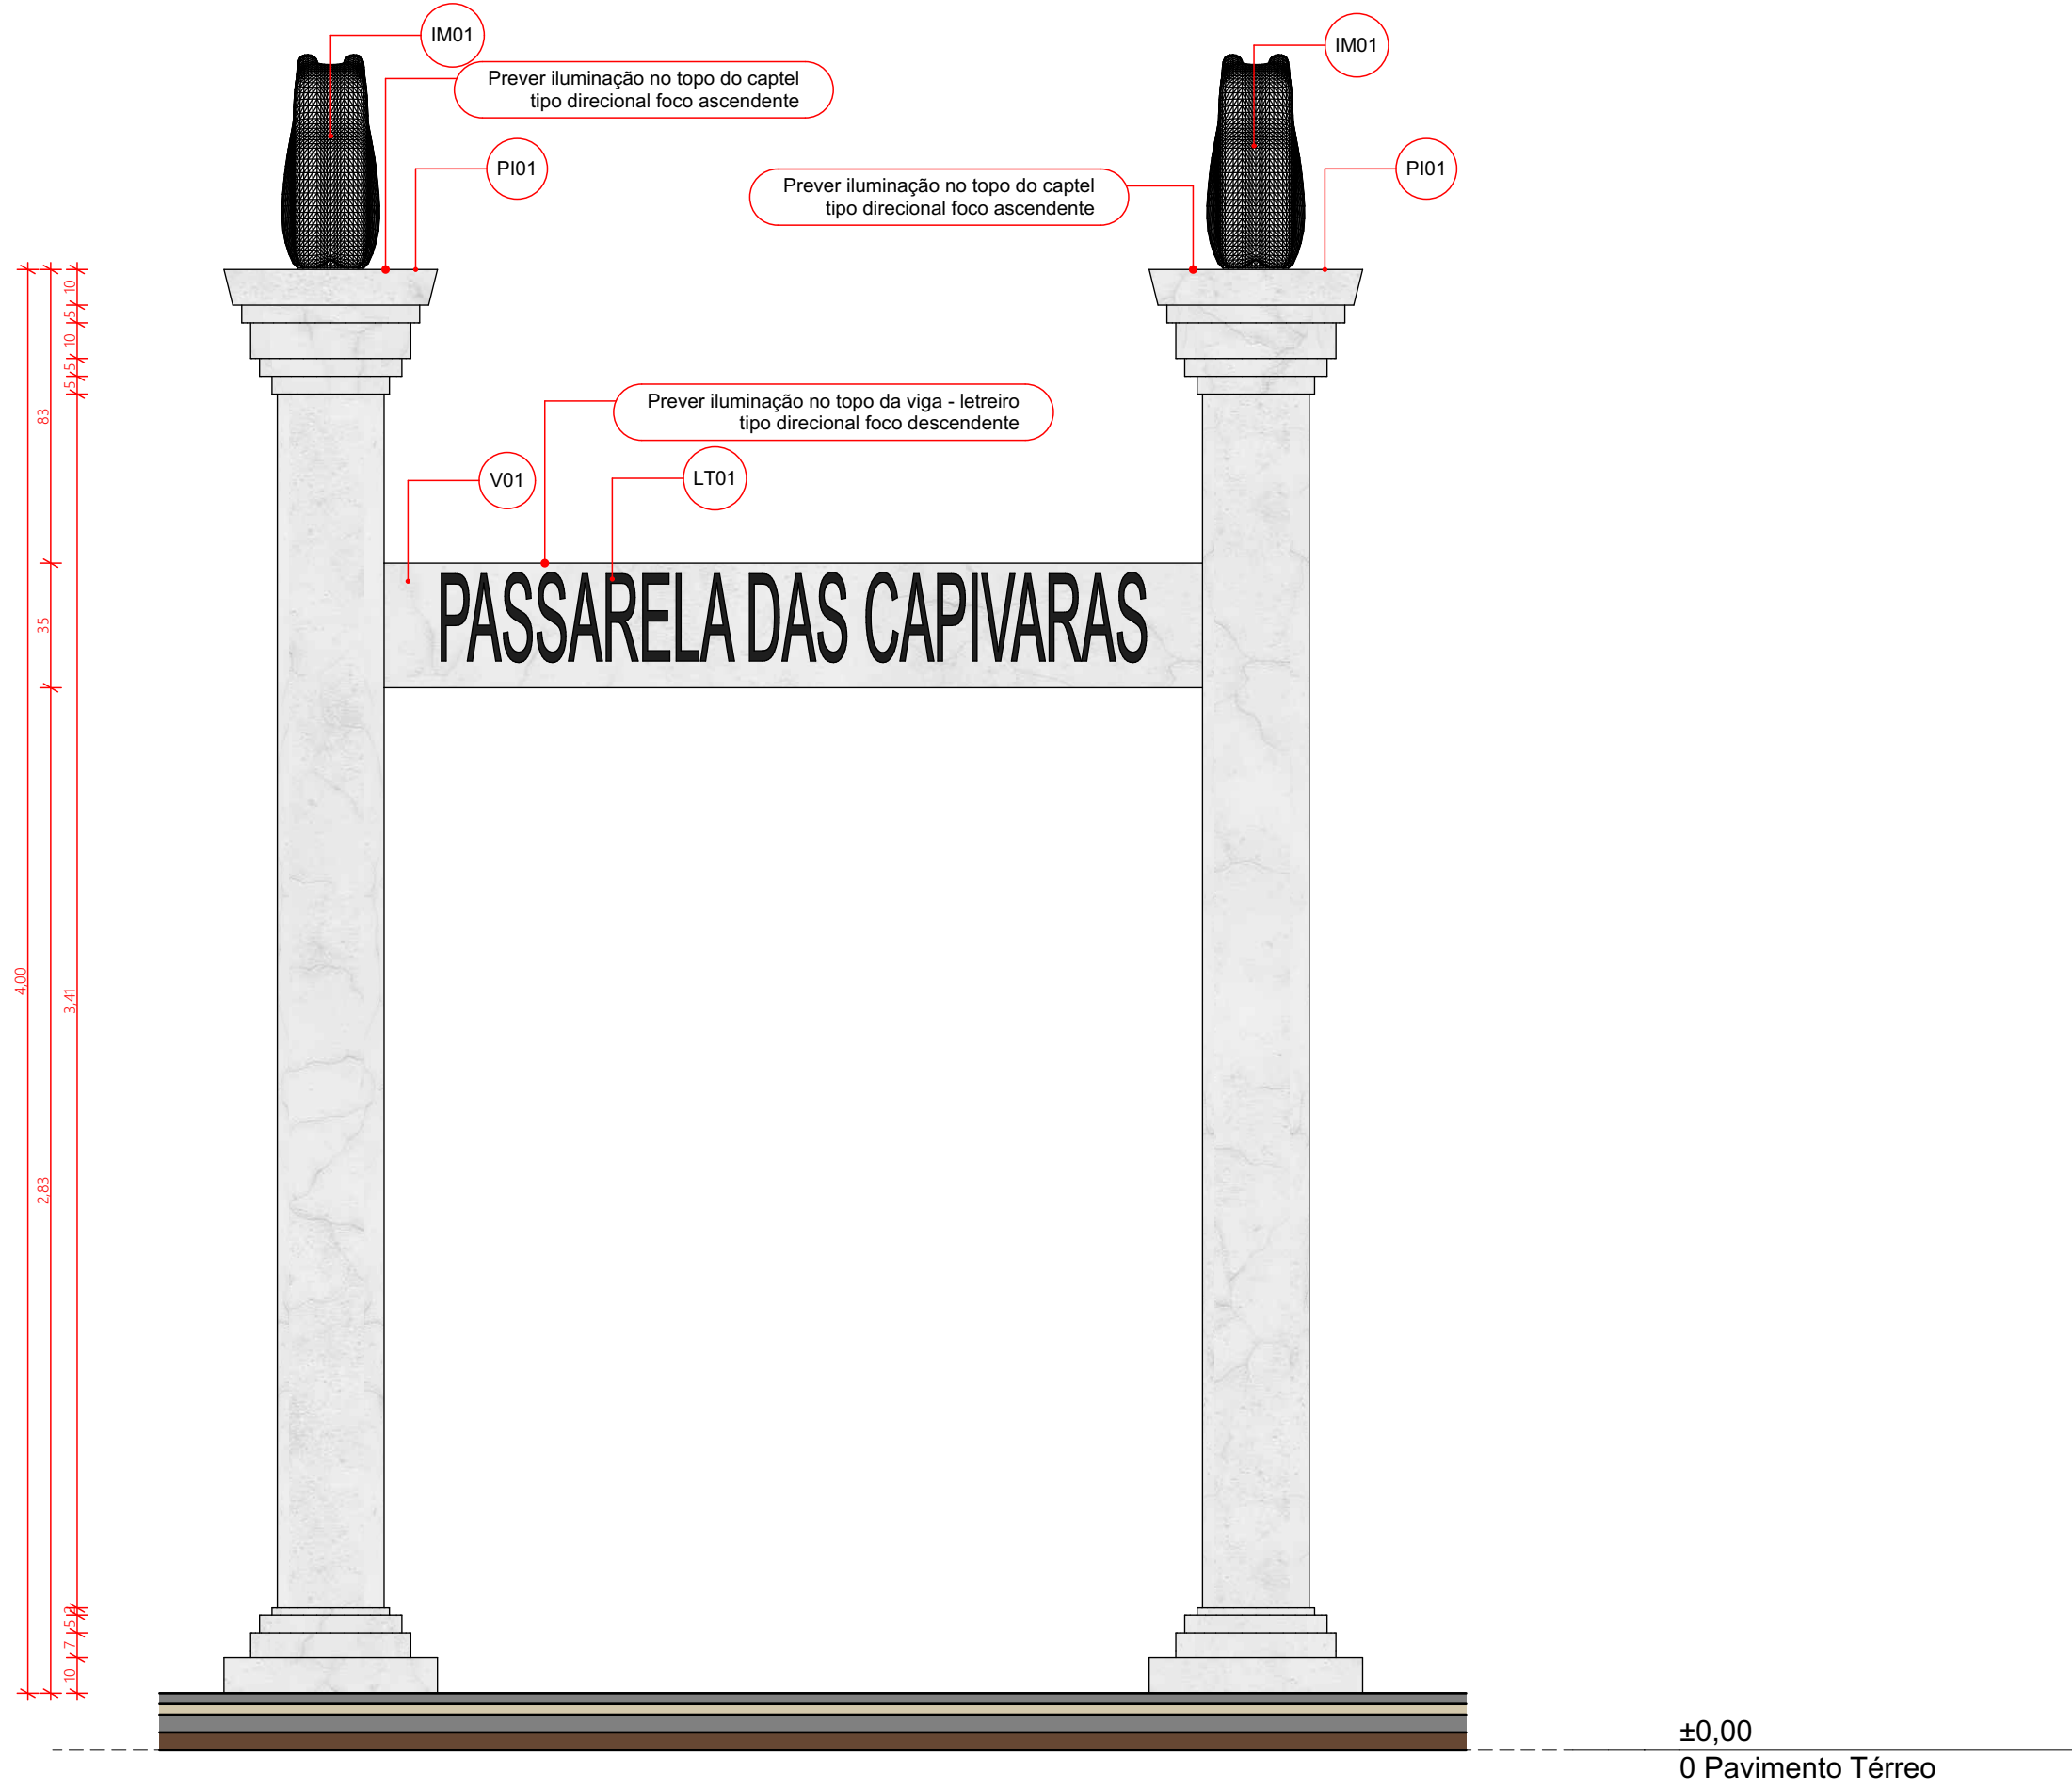 IM01
IM01
Prever iluminação no topo do captel
tipo direcional foco ascendente
PI01
PI01
Prever iluminação no topo do captel
tipo direcional foco ascendente
10
5
10
5
5
83
Prever iluminação no topo da viga - letreiro
tipo direcional foco descendente
V01
LT01
35
PASSARELA DAS CAPIVARAS
4,00
3,41
2,83
2
5
7
10
±0,00
0 Pavimento Térreo